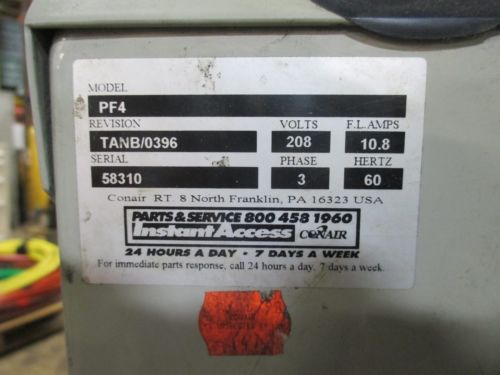 MODEL
PF4
REVISION VOLTS F.L.AMPS
TANB/0396 208 10.8
SERIAL PHASE HERTZ
58310 3 60
Conair RT. 8 North Franklin, PA 16323 USA
PARTS & SERVICE 800 458 1960
Instant Access CONAIR
24 HOURS A DAY • 7 DAYS A WEEK
For immediate parts response, call 24 hours a day. 7 days a week.
CONAIR